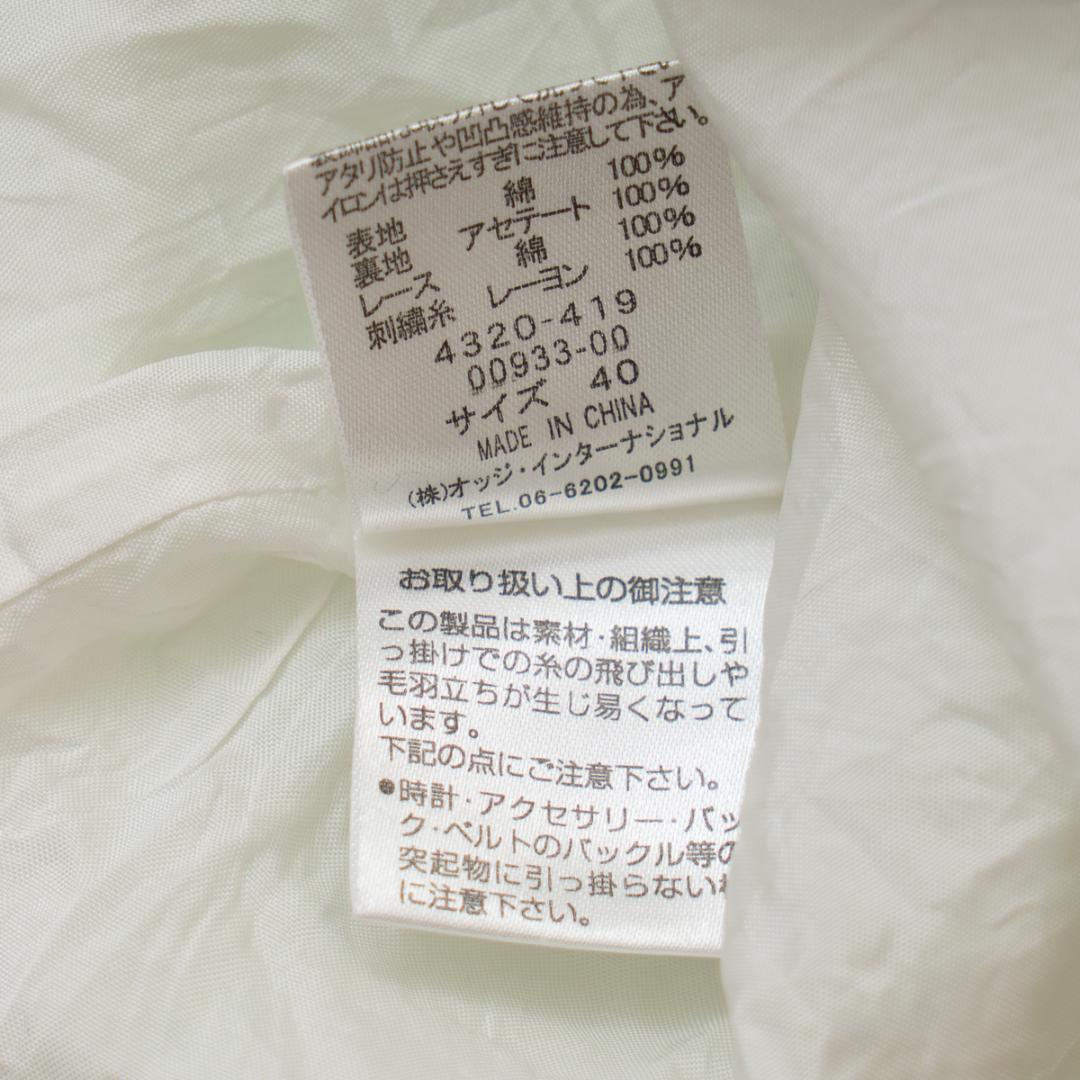 アタリ防止や凹凸感維持の為、ア
イロンは押さえすぎに注意して下さい。
表地 綿 100%
裏地 アセテート 100%
レース 綿 100%
刺繍糸 レーヨン 100%
4320-419
00933-00
サイズ 40
MADE IN CHINA
(株)オッジ・インターナショナル
TEL.06-6202-0991
お取り扱い上の御注意
この製品は素材・組織上、引
っ掛けでの糸の飛び出しや
毛羽立ちが生じ易くなって
います。
下記の点にご注意下さい。
●時計・アクセサリー・バッ
ク・ベルトのバックル等の
突起物に引っ掛らない
に注意下さい。